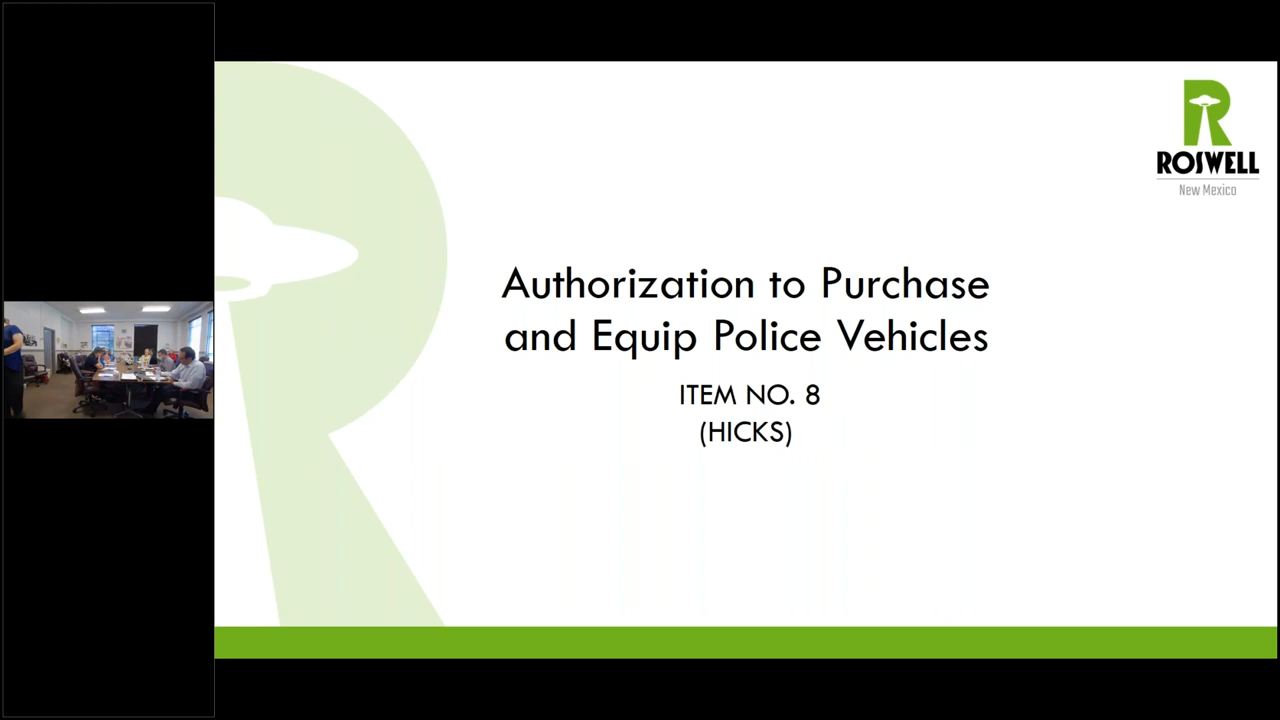 ROSWELL
New Mexico
Authorization to Purchase
and Equip Police Vehicles
ITEM NO. 8
(HICKS)